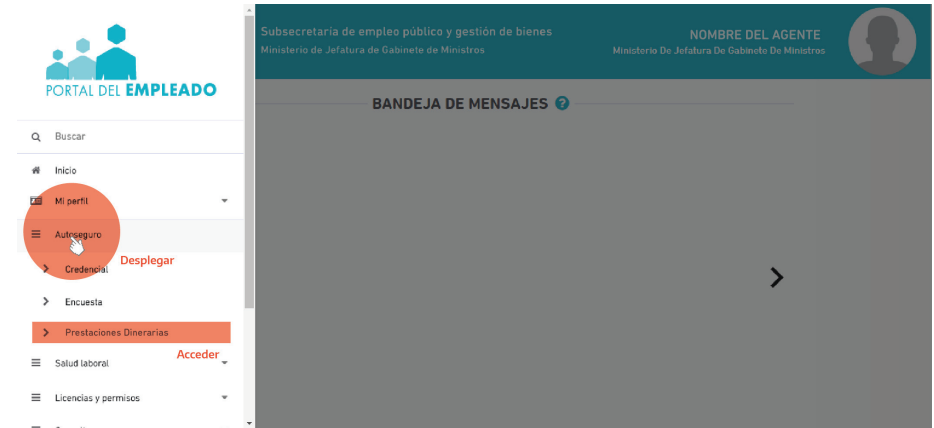 PORTAL DEL EMPLEADO
Buscar
Inicio
Mi perfil
Autoseguro
Desplegar
Credencial
Encuesta
Prestaciones Dinerarias
Acceder
Salud laboral
Licencias y permisos
Subsecretaría de empleo público y gestión de bienes
Ministerio de Jefatura de Gabinete de Ministros
NOMBRE DEL AGENTE
Ministerio De Jefatura De Gabinete De Ministros
BANDEJA DE MENSAJES ?